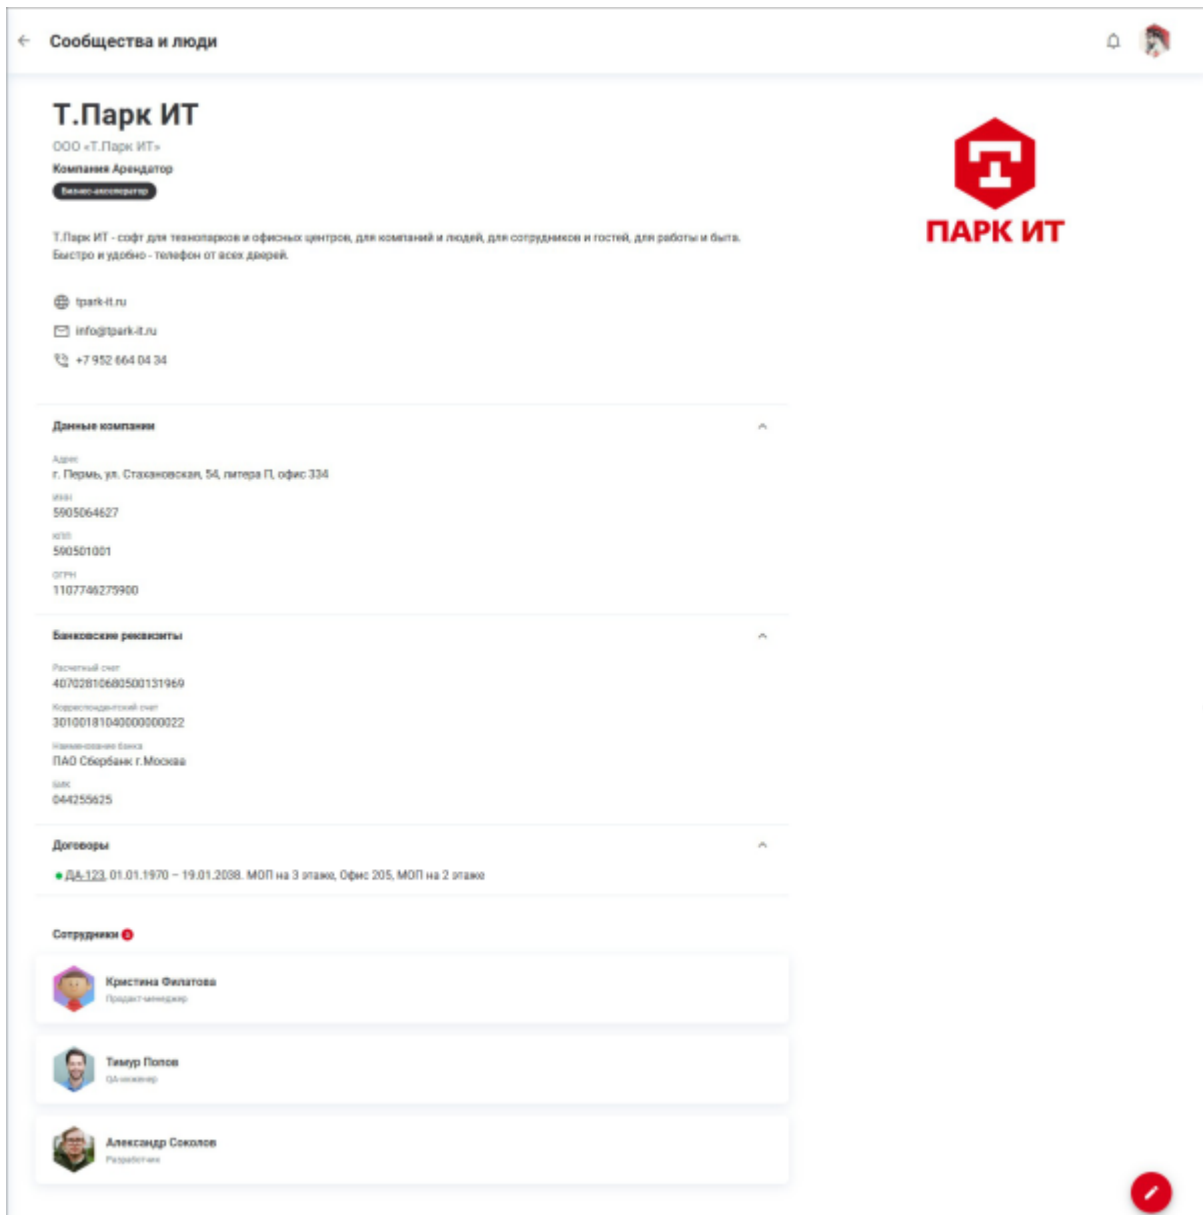 Сообщества и люди
Т.Парк ИТ
ООО «Т.Парк ИТ»
Компания Арендатор
Бизнес-акселератор
ПАРК ИТ
Т.Парк ИТ - софт для технопарков и офисных центров, для компаний и людей, для сотрудников и гостей, для работы и быта.
Быстро и удобно - телефон от всех дверей.
tpark-it.ru
info@tpark-it.ru
+7 952 664 04 34
Данные компании
Адрес
г. Пермь, ул. Стахановская, 54, литера П, офис 334
ИНН
5905064627
КПП
590501001
ОГРН
1107746275900
Банковские реквизиты
Расчетный счет
40702810680500131969
Корреспондентский счет
30100181040000000022
Наименование банка
ПАО Сбербанк г.Москва
БИК
044255625
Договоры
ДА-123, 01.01.1970 – 19.01.2038. МОП на 3 этаже, Офис 205, МОП на 2 этаже
Сотрудники
Кристина Филатова
Продакт-менеджер
Тимур Попов
QA-инженер
Александр Соколов
Разработчик